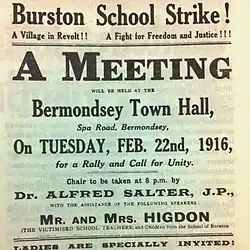 Burston School Strike!
A Village in Revolt!! A Fight for Freedom and Justice!!!
A MEETING
WILL BE HELD AT THE
Bermondsey Town Hall,
Spa Road, Bermondsey,
On TUESDAY, FEB. 22nd, 1916,
for a Rally and Call for Unity.
Chair to be taken at 8 p.m. by
Dr. ALFRED SALTER, J.P.,
WITH THE ASSISTANCE OF THE FOLLOWING SPEAKERS
MR. AND MRS. HIGDON
(THE VICTIMISED SCHOOL TEACHERS) and Children from the School of Burston
LADIES ARE SPECIALLY INVITED